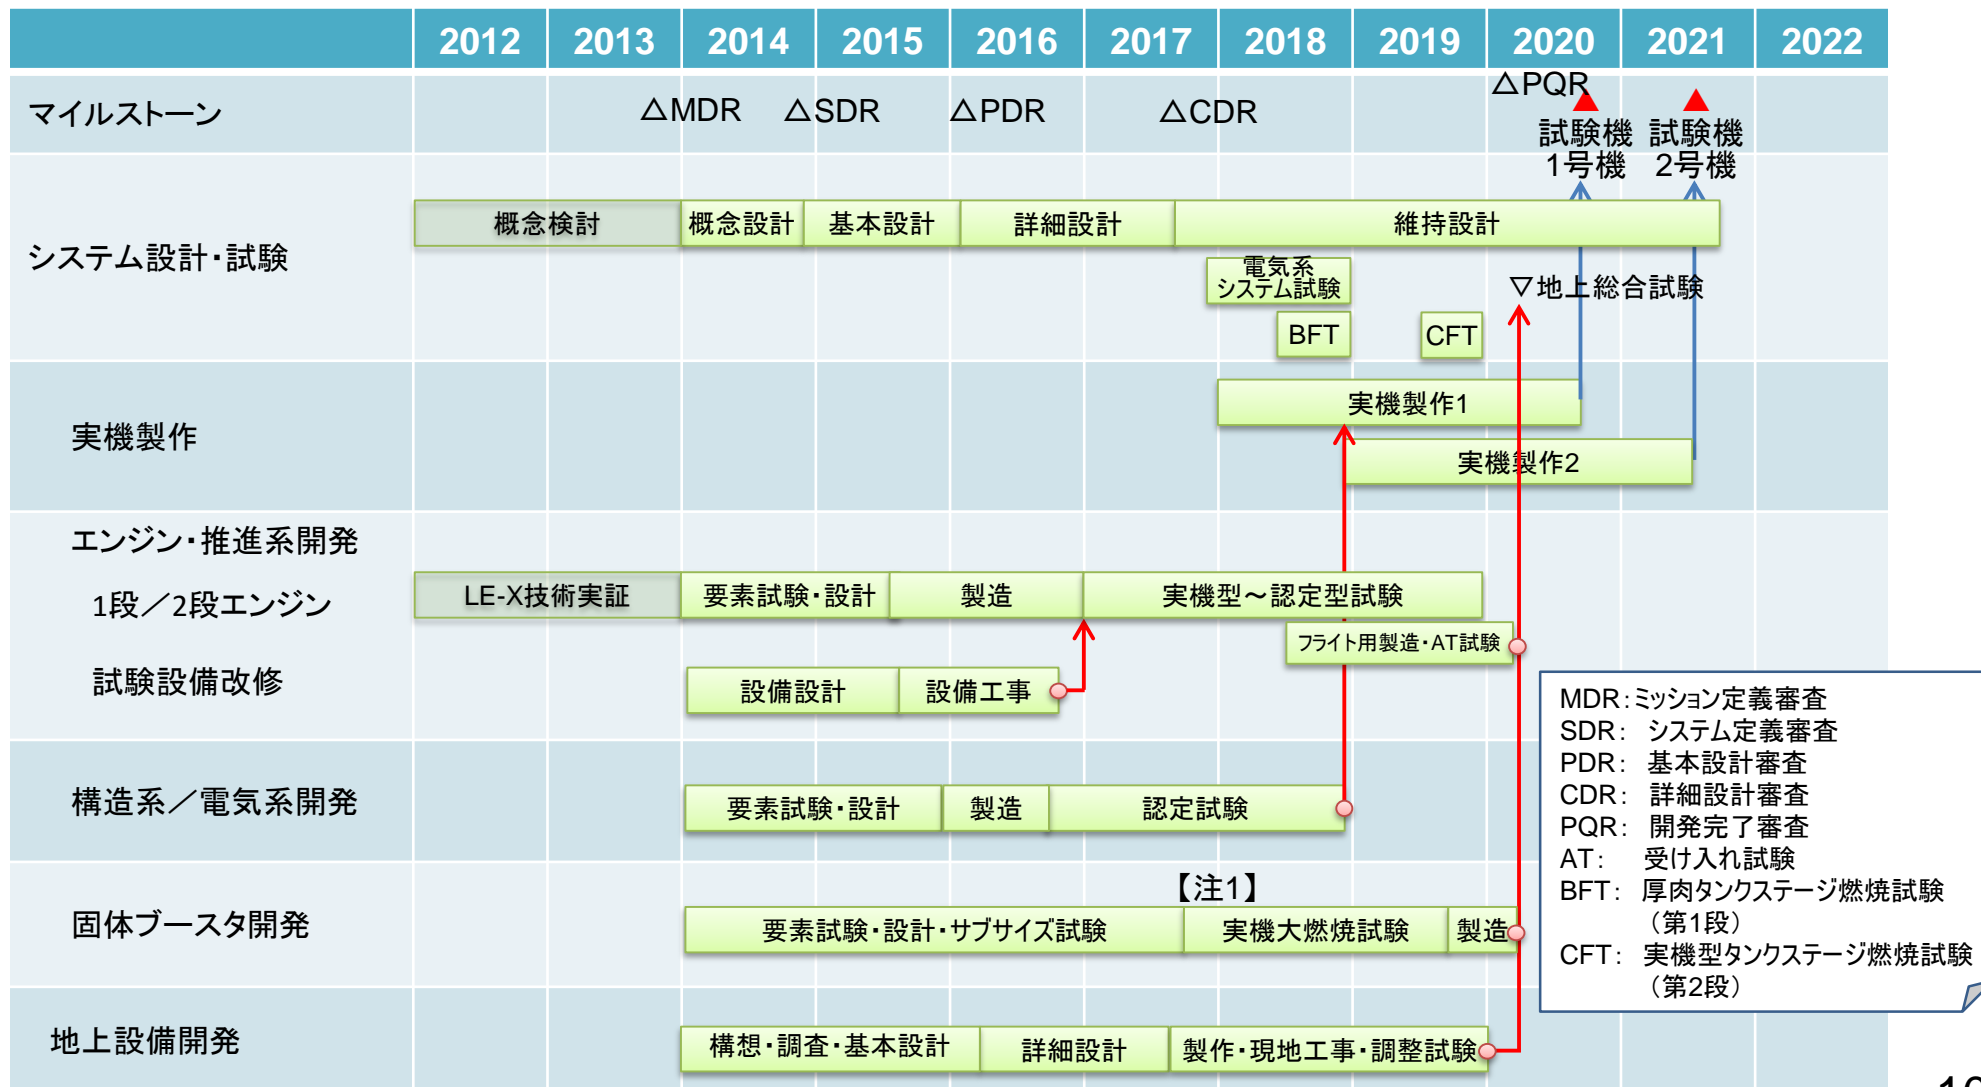 2012 2013 2014 2015 2016 2017 2018 2019 2020 2021 2022
マイルストーン
△MDR △SDR △PDR △CDR △PQR
試験機
1号機
試験機
2号機
システム設計・試験
概念検討 概念設計 基本設計 詳細設計 維持設計
電気系
システム試験
▽地上総合試験
BFT CFT
実機製作
実機製作1
実機製作2
エンジン・推進系開発
1段／2段エンジン
LE-X技術実証 要素試験・設計 製造 実機型～認定型試験
フライト用製造・AT試験
試験設備改修
設備設計 設備工事
構造系／電気系開発
要素試験・設計 製造 認定試験
【注1】
固体ブースタ開発
要素試験・設計・サブサイズ試験 実機大燃焼試験 製造
地上設備開発
構想・調査・基本設計 詳細設計 製作・現地工事・調整試験
MDR：ミッション定義審査
SDR： システム定義審査
PDR： 基本設計審査
CDR： 詳細設計審査
PQR： 開発完了審査
AT： 受け入れ試験
BFT： 厚肉タンクステージ燃焼試験
（第1段）
CFT： 実機型タンクステージ燃焼試験
（第2段）